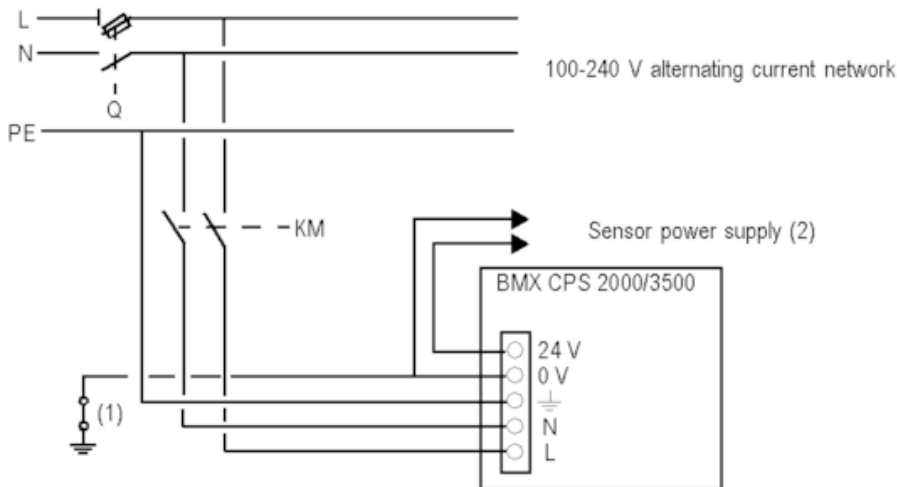 L
N
100-240 V alternating current network
Q
PE
KM
Sensor power supply (2)
BMX CPS 2000/3500
24 V
0 V
(1)
N
L